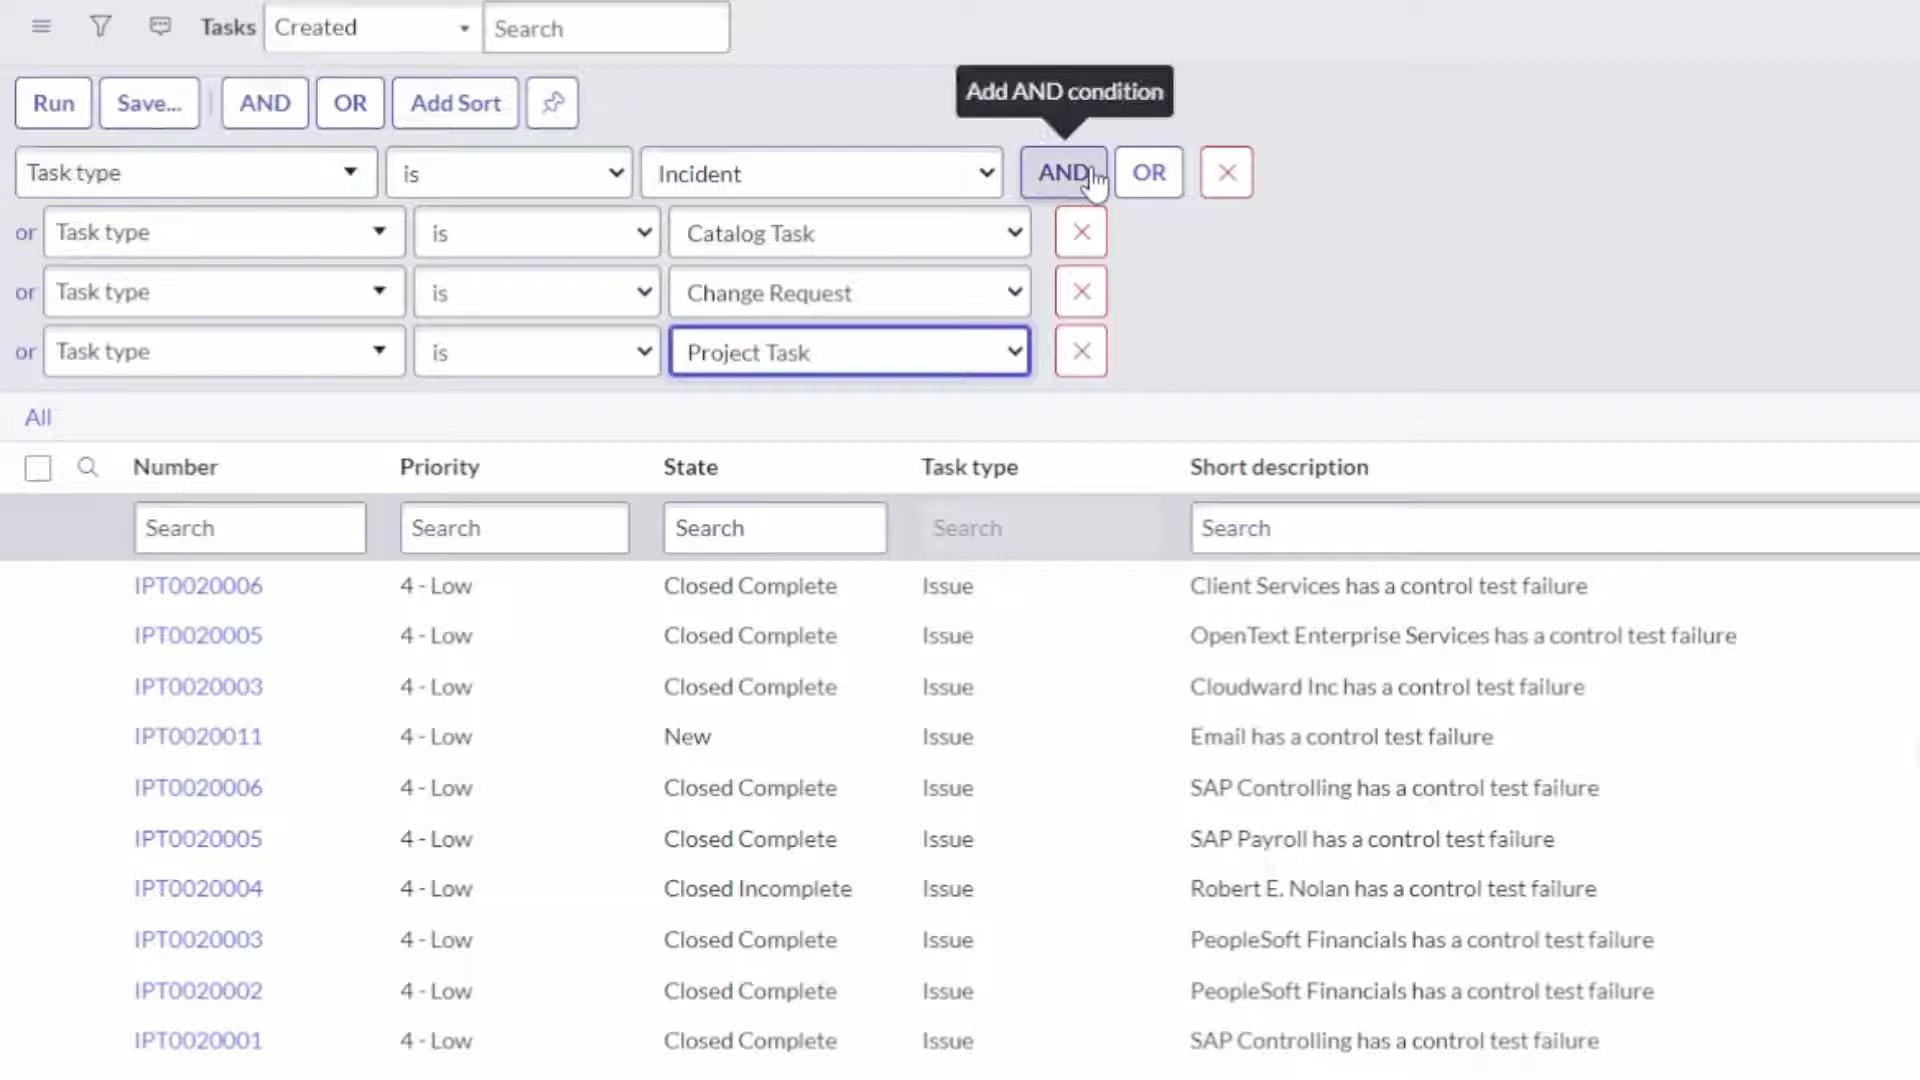 Tasks Created Search
Add AND condition
Run Save... AND OR Add Sort
Task type is Incident AND OR
or Task type is Catalog Task
or Task type is Change Request
or Task type is Project Task
All
Number Priority State Task type Short description
Search Search Search Search Search
IPT0020006 4 - Low Closed Complete Issue Client Services has a control test failure
IPT0020005 4 - Low Closed Complete Issue OpenText Enterprise Services has a control test failure
IPT0020003 4 - Low Closed Complete Issue Cloudward Inc has a control test failure
IPT0020011 4 - Low New Issue Email has a control test failure
IPT0020006 4 - Low Closed Complete Issue SAP Controlling has a control test failure
IPT0020005 4 - Low Closed Complete Issue SAP Payroll has a control test failure
IPT0020004 4 - Low Closed Incomplete Issue Robert E. Nolan has a control test failure
IPT0020003 4 - Low Closed Complete Issue PeopleSoft Financials has a control test failure
IPT0020002 4 - Low Closed Complete Issue PeopleSoft Financials has a control test failure
IPT0020001 4 - Low Closed Complete Issue SAP Controlling has a control test failure